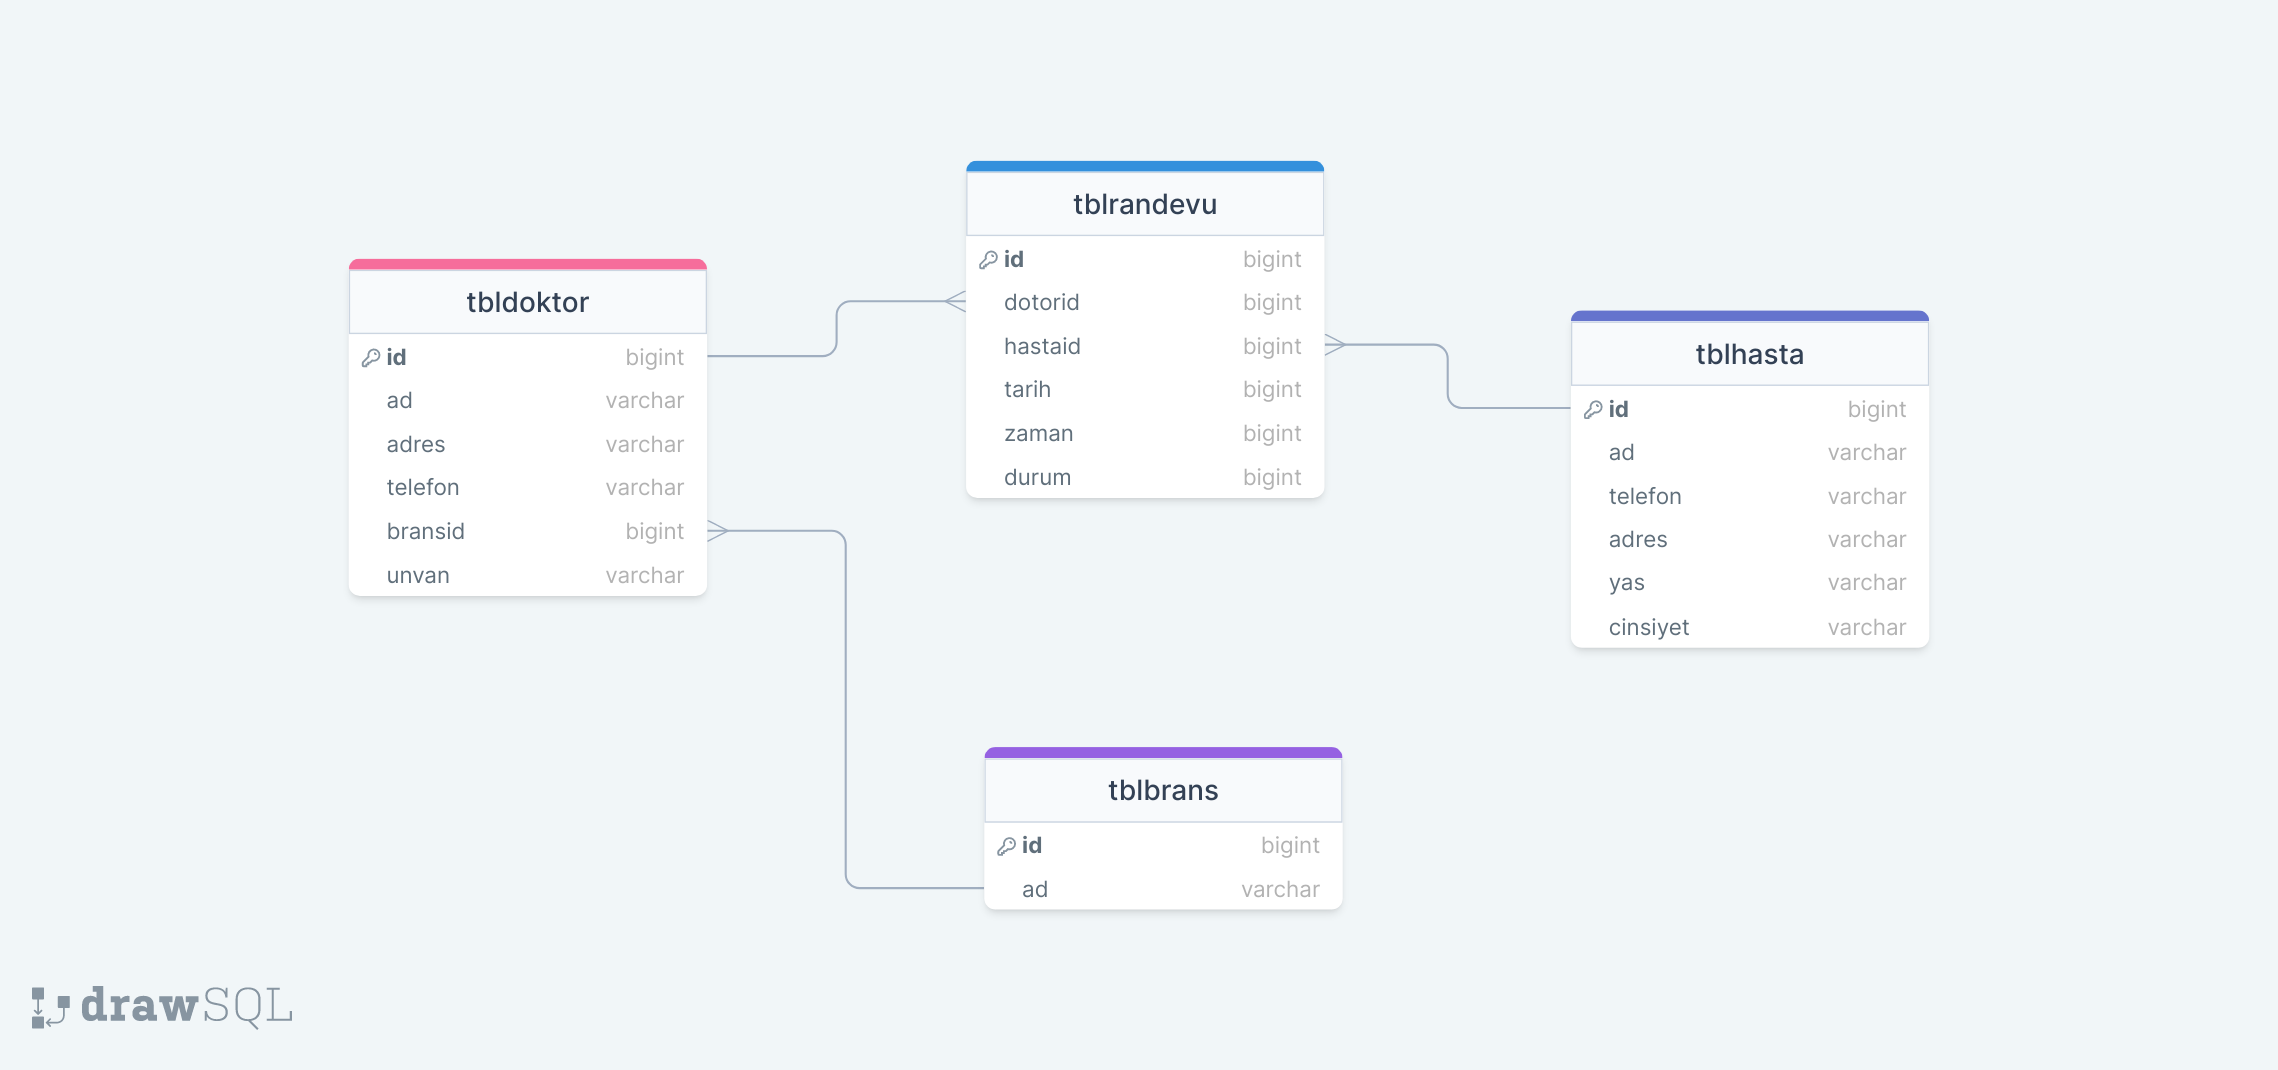 tbldoktor
id bigint
ad varchar
adres varchar
telefon varchar
bransid bigint
unvan varchar
tblrandevu
id bigint
dotorid bigint
hastaid bigint
tarih bigint
zaman bigint
durum bigint
tblhasta
id bigint
ad varchar
telefon varchar
adres varchar
yas varchar
cinsiyet varchar
tblbrans
id bigint
ad varchar
drawSQL